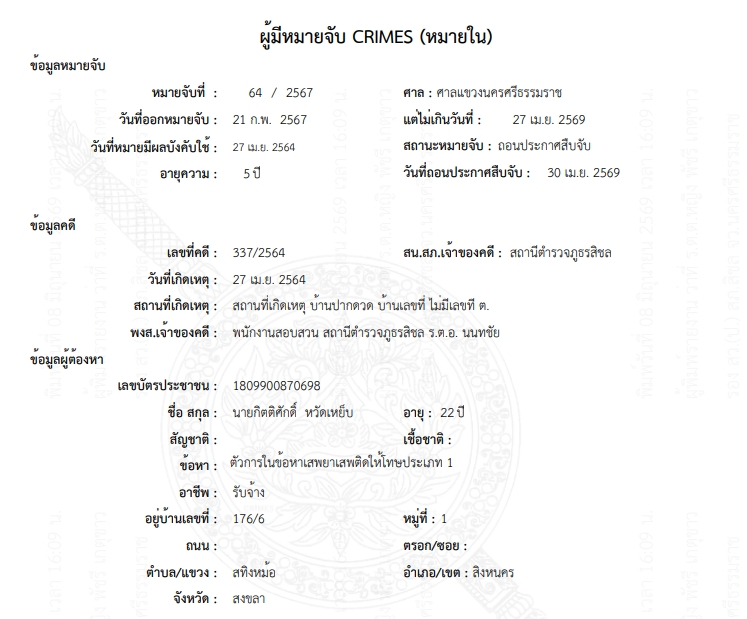 ผู้มีหมายจับ CRIMES (หมายใน)
ข้อมูลหมายจับ
หมายจับที่ : 64 / 2567 ศาล : ศาลแขวงนครศรีธรรมราช
วันที่ออกหมายจับ : 21 ก.พ. 2567 แต่ไม่เกินวันที่ : 27 เม.ย. 2569
วันที่หมายมีผลบังคับใช้ : 27 เม.ย. 2564 สถานะหมายจับ : ถอนประกาศสืบจับ
อายุความ : 5 ปี วันที่ถอนประกาศสืบจับ : 30 เม.ย. 2569
ข้อมูลคดี
เลขที่คดี : 337/2564 สน.สภ.เจ้าของคดี : สถานีตำรวจภูธรสิชล
วันที่เกิดเหตุ : 27 เม.ย. 2564
สถานที่เกิดเหตุ : สถานที่เกิดเหตุ บ้านปากดวด บ้านเลขที่ ไม่มีเลขที่ ต.
พงส.เจ้าของคดี : พนักงานสอบสวน สถานีตำรวจภูธรสิชล ร.ต.อ. นนทชัย
ข้อมูลผู้ต้องหา
เลขบัตรประชาชน : 1809900870698
ชื่อ สกุล : นายกิตติศักดิ์ หวัดเหย็บ อายุ : 22 ปี
สัญชาติ : เชื้อชาติ :
ข้อหา : ตัวการในข้อหาเสพยาเสพติดให้โทษประเภท 1
อาชีพ : รับจ้าง
อยู่บ้านเลขที่ : 176/6 หมู่ที่ : 1
ถนน : ตรอก/ซอย :
ตำบล/แขวง : สทิงหม้อ อำเภอ/เขต : สิงหนคร
จังหวัด : สงขลา